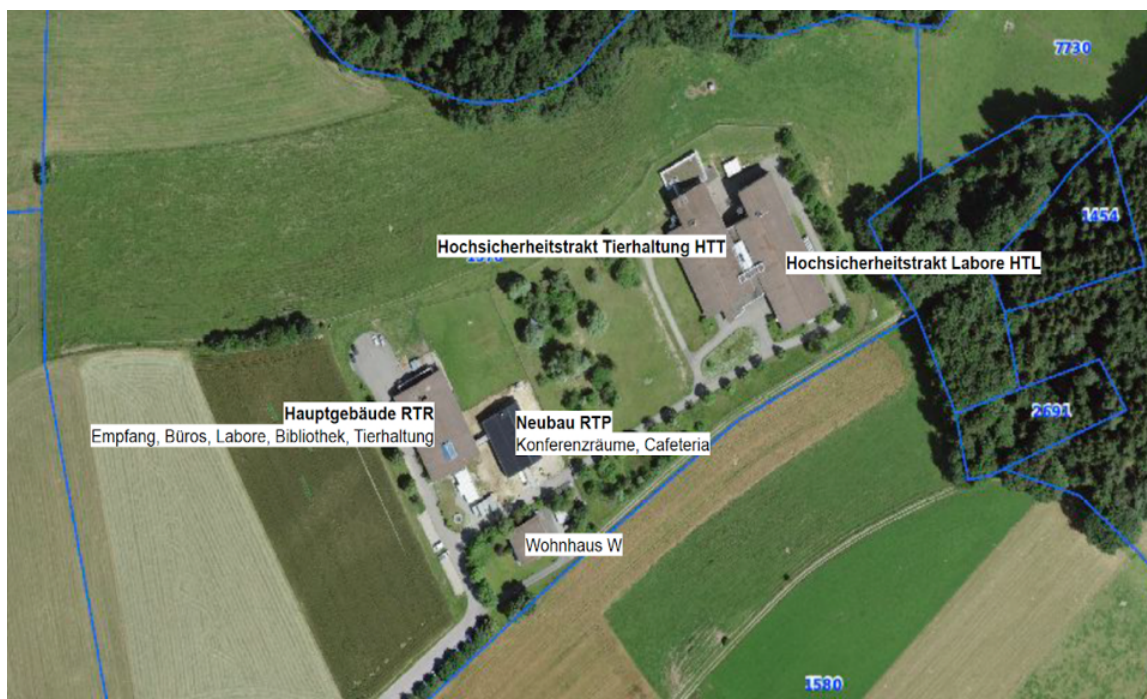 7730
1454
Hochsicherheitstrakt Tierhaltung HTT
Hochsicherheitstrakt Labore HTL
Hauptgebäude RTR
Empfang, Büros, Labore, Bibliothek, Tierhaltung
Neubau RTP
Konferenzräume, Cafeteria
2691
Wohnhaus W
1580